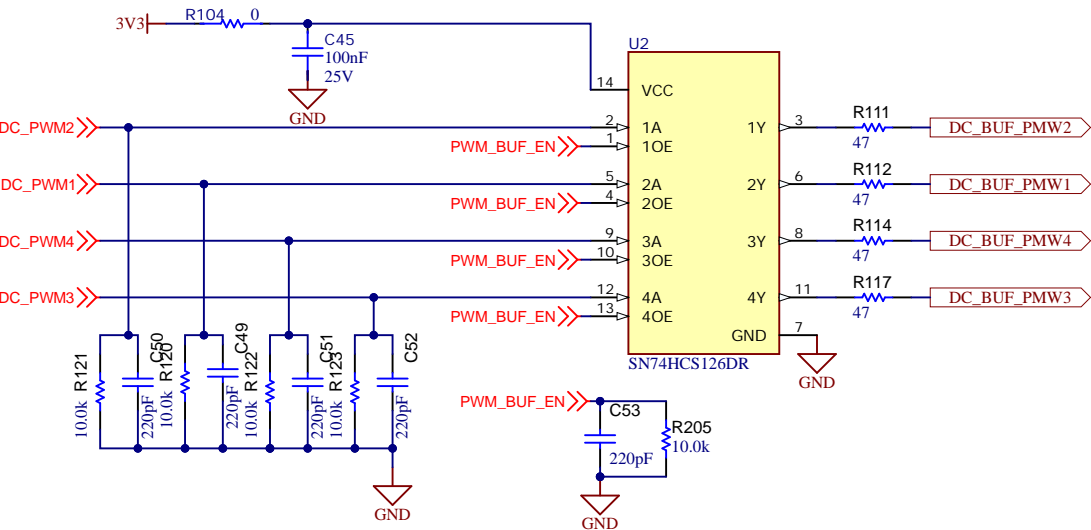 R104 0
3V3
C45
100nF
25V
GND
U2
14 VCC
DC_PWM2
2 1A
1Y 3
R111
47
DC_BUF_PMW2
PWM_BUF_EN
1 1OE
DC_PWM1
5 2A
2Y 6
R112
47
DC_BUF_PMW1
PWM_BUF_EN
4 2OE
DC_PWM4
9 3A
3Y 8
R114
47
DC_BUF_PMW4
PWM_BUF_EN
10 3OE
DC_PWM3
12 4A
4Y 11
R117
47
DC_BUF_PMW3
PWM_BUF_EN
13 4OE
GND 7
SN74HCS126DR
GND
R121
10.0k
C50
220pF
R120
10.0k
C49
220pF
R122
10.0k
C51
220pF
R123
10.0k
C52
220pF
GND
PWM_BUF_EN
C53
220pF
R205
10.0k
GND